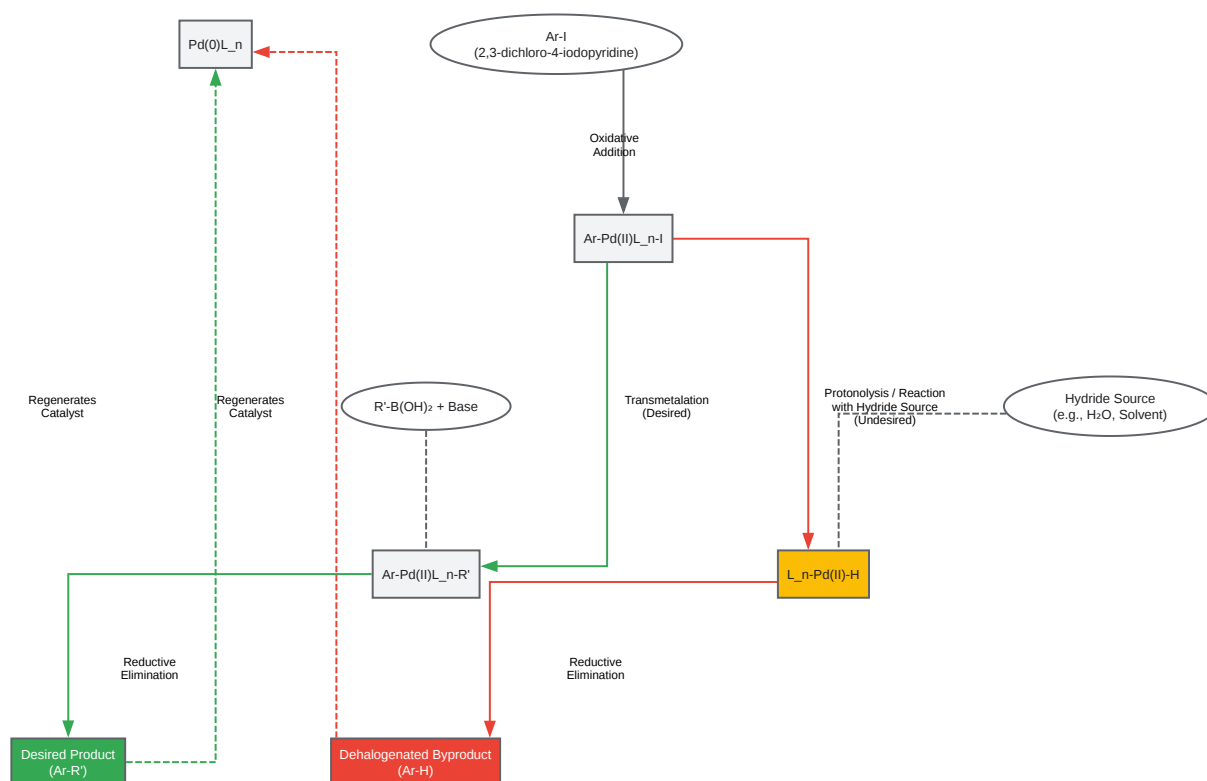 Pd(0)L_n
Ar-I
(2,3-dichloro-4-iodopyridine)
Oxidative
Addition
Ar-Pd(II)L_n-I
Regenerates
Catalyst
Regenerates
Catalyst
R'-B(OH)₂ + Base
Transmetalation
(Desired)
Protonolysis / Reaction
with Hydride Source
(Undesired)
Hydride Source
(e.g., H₂O, Solvent)
Ar-Pd(II)L_n-R'
L_n-Pd(II)-H
Reductive
Elimination
Reductive
Elimination
Desired Product
(Ar-R')
Dehalogenated Byproduct
(Ar-H)